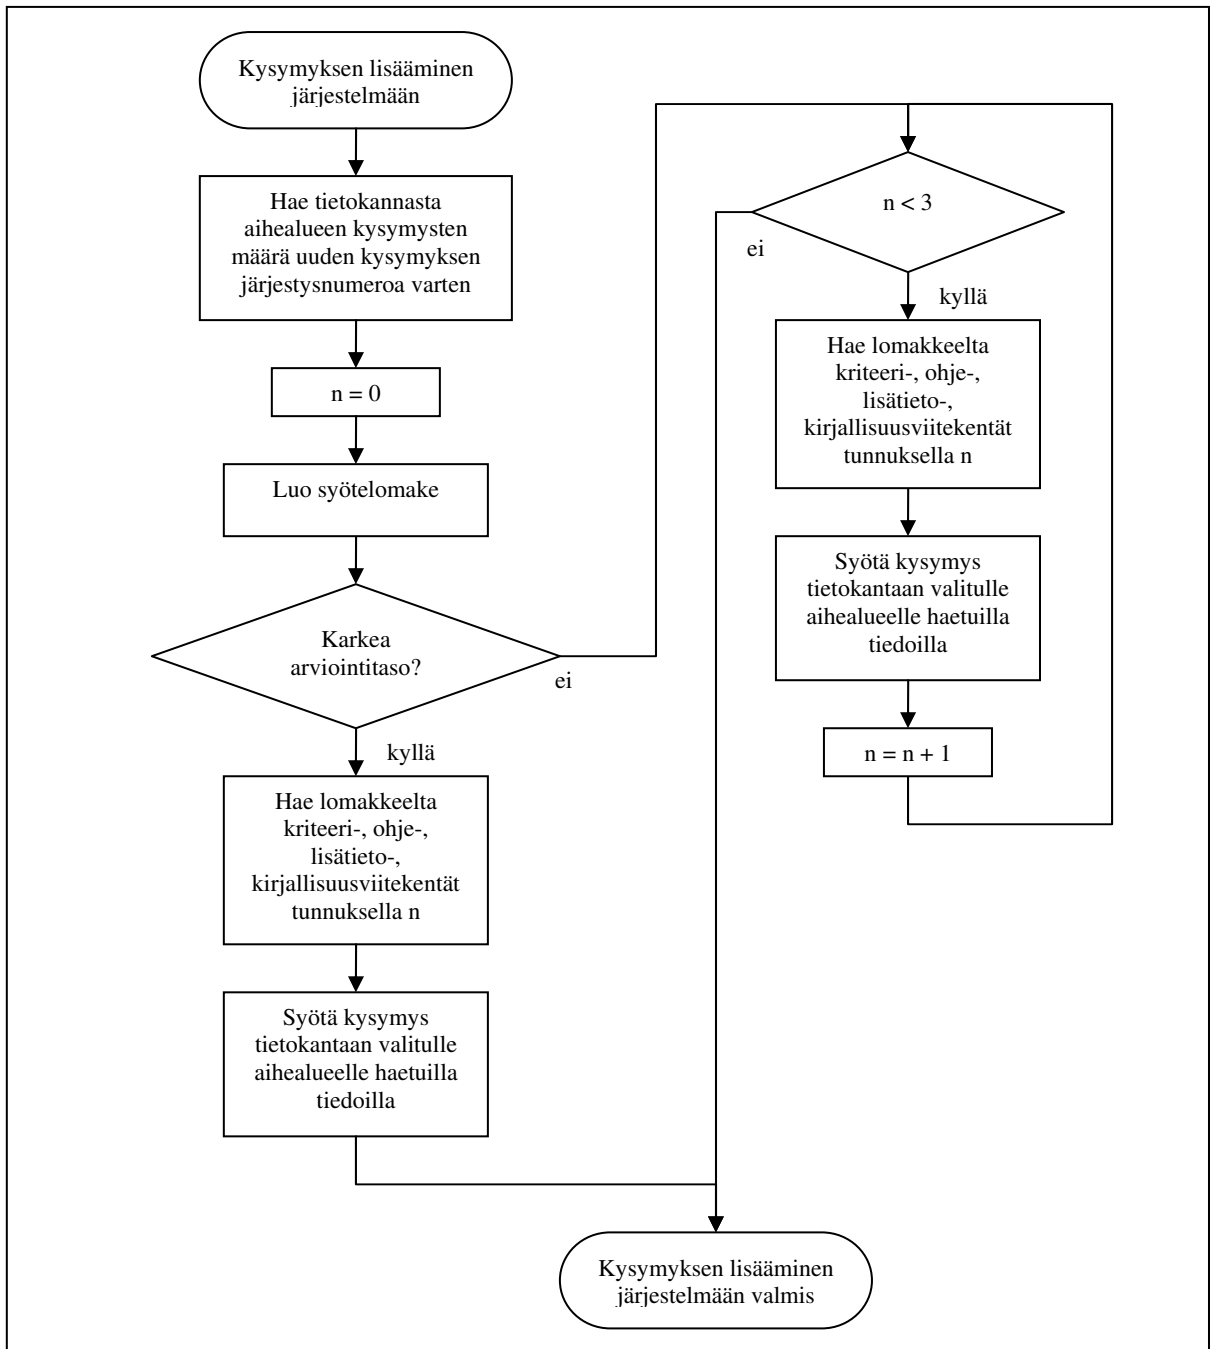 Kysymyksen lisääminen
järjestelmään
Hae tietokannasta
aihealueen kysymysten
määrä uuden kysymyksen
järjestysnumeroa varten
n = 0
Luo syötelomake
Karkea
arviointitaso?
ei
kyllä
Hae lomakkeelta
kriteeri-, ohje-,
lisätieto-,
kirjallisuusviitekentät
tunnuksella n
Syötä kysymys
tietokantaan valitulle
aihealueelle haetuilla
tiedoilla
n < 3
ei
kyllä
Hae lomakkeelta
kriteeri-, ohje-,
lisätieto-,
kirjallisuusviitekentät
tunnuksella n
Syötä kysymys
tietokantaan valitulle
aihealueelle haetuilla
tiedoilla
n = n + 1
Kysymyksen lisääminen
järjestelmään valmis